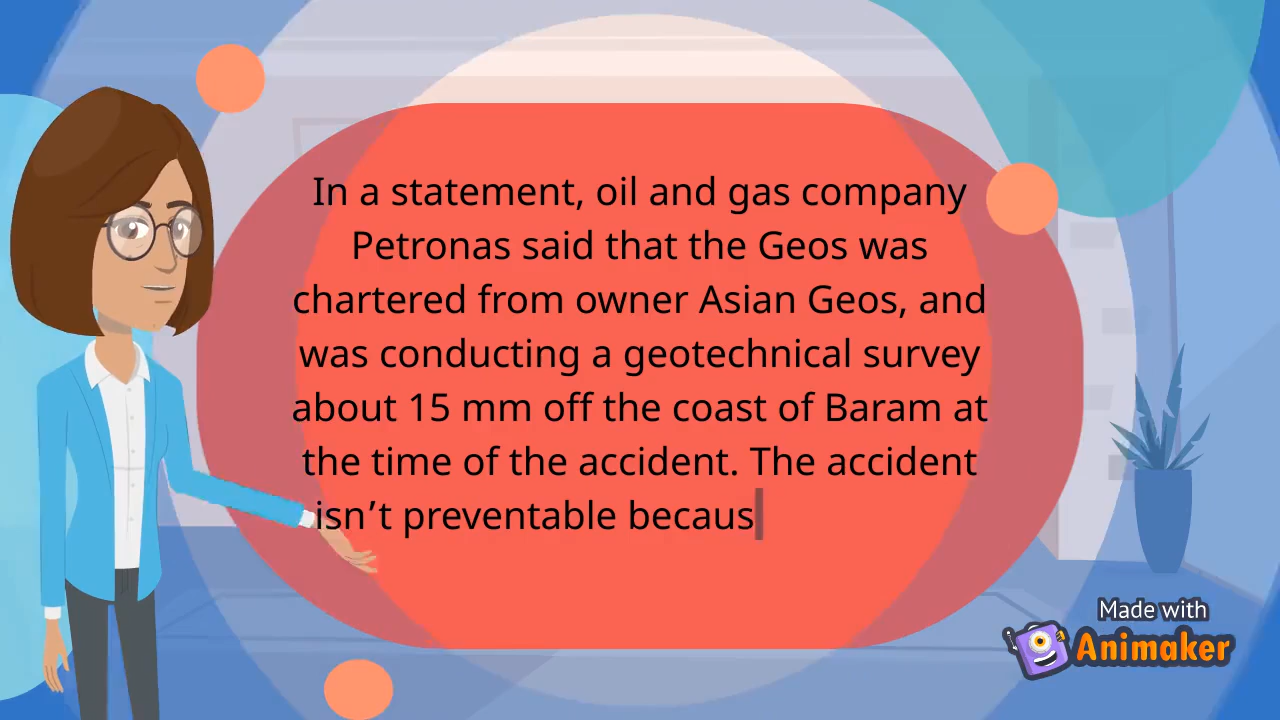 In a statement, oil and gas company
Petronas said that the Geos was
chartered from owner Asian Geos, and
was conducting a geotechnical survey
about 15 mm off the coast of Baram at
the time of the accident. The accident
isn’t preventable becaus
Made with
Animaker